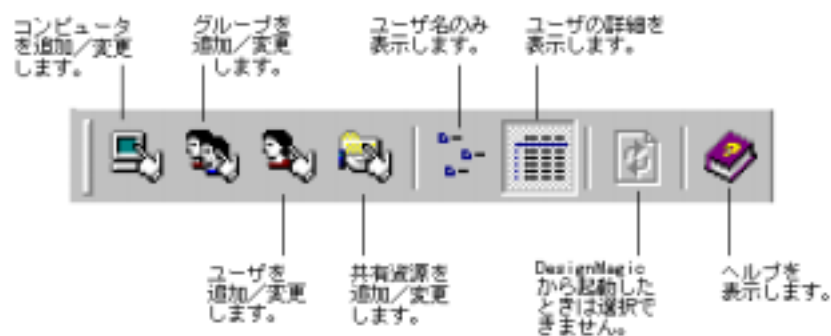 コンピュータ
を追加／変更
します。
グループを
追加／変更
します。
ユーザ名のみ
表示します。
ユーザの詳細を
表示します。
ユーザを
追加／変更
します。
共有資源を
追加／変更
します。
DesignMagic
から起動した
ときは選択で
きません。
ヘルプを
表示します。